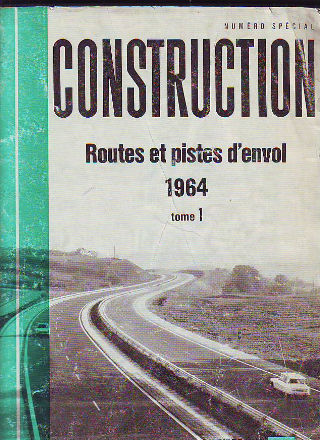 NUMÉRO SPÉCIAL
CONSTRUCTION
Routes et pistes d'envol
1964
tome 1